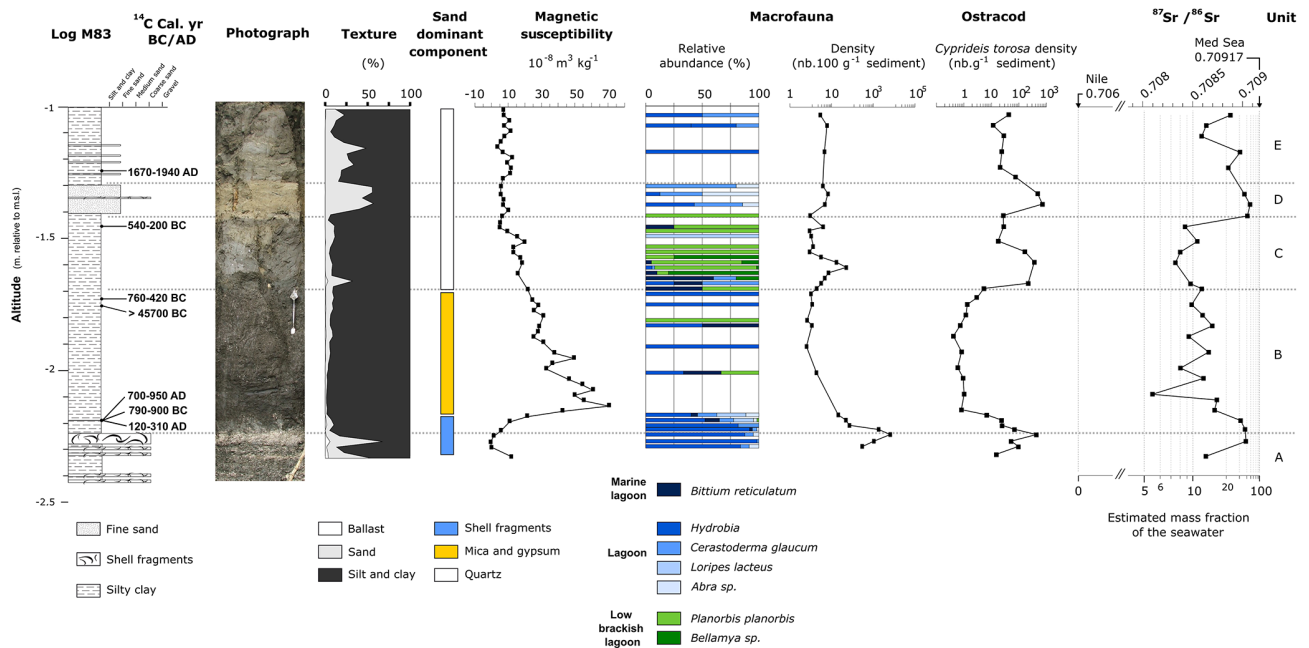 Log M83
14C Cal. yr
BC/AD
Photograph
Texture
(%)
Sand
dominant
component
Magnetic
susceptibility
10-8 m3 kg-1
Macrofauna
Relative
abundance (%)
Density
(nb.100 g-1 sediment)
Ostracod
Cyprideis torosa density
(nb.g-1 sediment)
87Sr /86Sr
Med Sea
0.70917
Unit
Nile
0.706
0.708
0.7085
0.709
Silt and clay
Fine sand
Medium sand
Coarse sand
Gravel
0 50 100
-10 10 30 50 70
0 25 50 75 100
1 10 103 105
1 10 102 103
Altitude (m. relative to m.s.l.)
-1
-1.5
-2
-2.5
1670-1940 AD
540-200 BC
760-420 BC
> 45700 BC
700-950 AD
790-900 BC
120-310 AD
E
D
C
B
A
0
5 6 10 20 100
Estimated mass fraction
of the seawater
Fine sand
Shell fragments
Silty clay
Ballast
Sand
Silt and clay
Shell fragments
Mica and gypsum
Quartz
Marine
lagoon
Bittium reticulatum
Lagoon
Hydrobia
Cerastoderma glaucum
Loripes lacteus
Abra sp.
Low
brackish
lagoon
Planorbis planorbis
Bellamya sp.